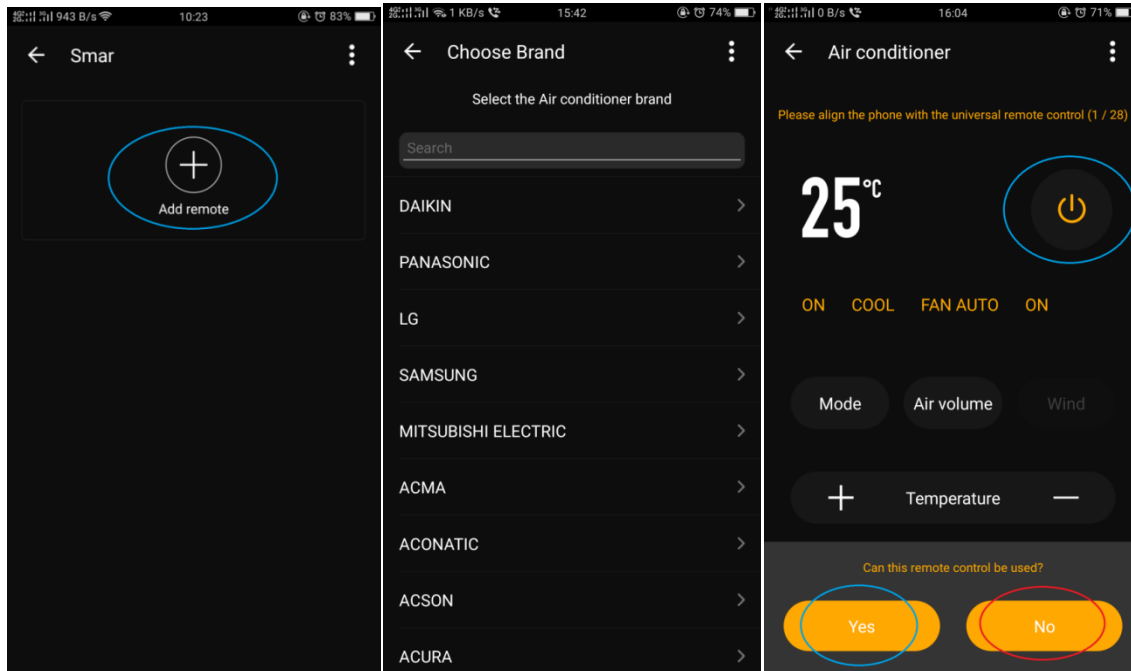 943 B/s
10:23
83%
Smar
Add remote
1 KB/s
15:42
74%
Choose Brand
Select the Air conditioner brand
Search
DAIKIN
PANASONIC
LG
SAMSUNG
MITSUBISHI ELECTRIC
ACMA
ACONATIC
ACSON
ACURA
0 B/s
16:04
71%
Air conditioner
Please align the phone with the universal remote control (1 / 28)
25°C
ON COOL FAN AUTO ON
Mode Air volume Wind
+ Temperature —
Can this remote control be used?
Yes No